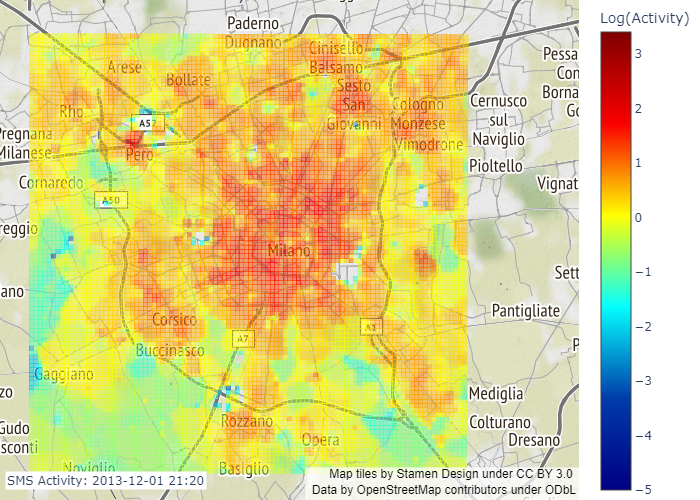 Paderno
Dugnano
Log(Activity)
Cinisello
Balsamo
Arese
Bollate
Sesto
San
Giovanni
Pessa
Con
Borna
Go
Rho
A57
Cologno
Monzese
Vimodrone
Cernusco
sul
Naviglio
Pregnana
Milanese
Pero
Pioltello
Cornaredo
Vignat
A50
reggio
Milano
Sett
ano
Pantigliate
Corsico
A7
A1
Buccinasco
P
Gaggiano
zo
Mediglia
Gudo
sconti
Rozzano
Colturano
Dresano
Opera
Noviglio
Basiglio
SMS Activity: 2013-12-01 21:20
Map tiles by Stamen Design under CC BY 3.0
Data by OpenStreetMap contributors under ODbL
3
2
1
0
−1
−2
−3
−4
−5